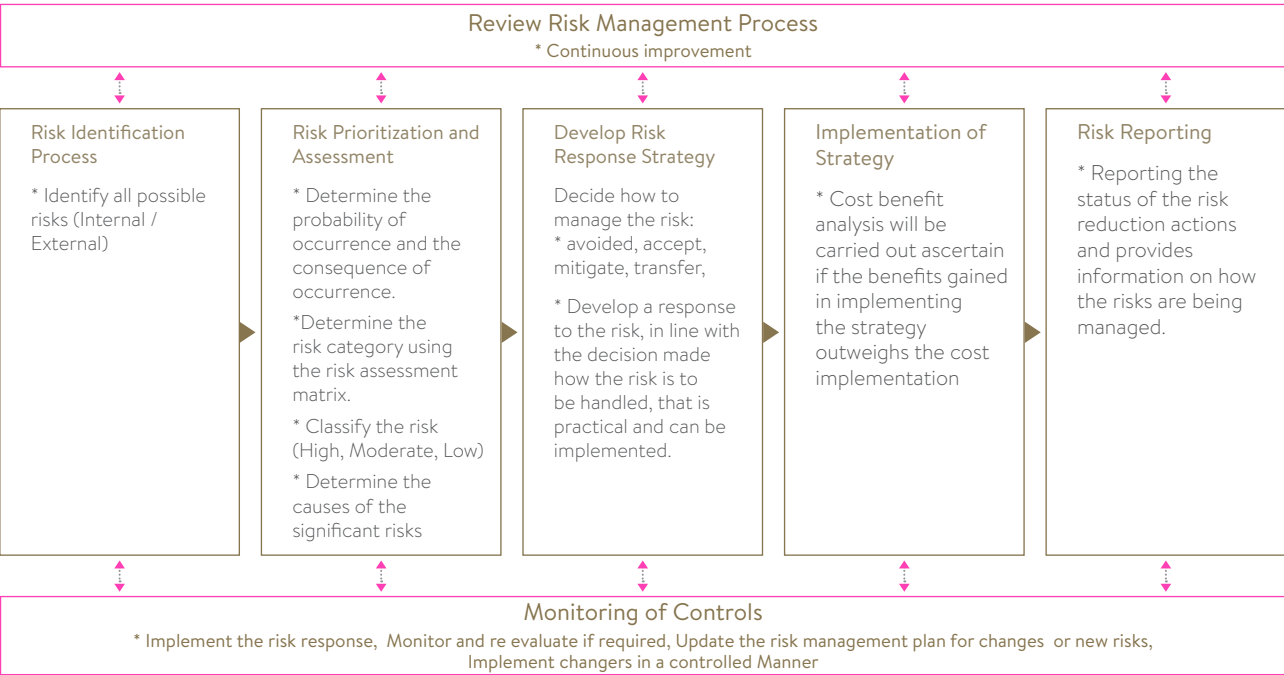 Review Risk Management Process
* Continuous improvement
Risk Identification
Process
* Identify all possible
risks (Internal /
External)
Risk Prioritization and
Assessment
* Determine the
probability of
occurrence and the
consequence of
occurrence.
*Determine the
risk category using
the risk assessment
matrix.
* Classify the risk
(High, Moderate, Low)
* Determine the
causes of the
significant risks
Develop Risk
Response Strategy
Decide how to
manage the risk:
* avoided, accept,
mitigate, transfer,
* Develop a response
to the risk, in line with
the decision made
how the risk is to
be handled, that is
practical and can be
implemented.
Implementation of
Strategy
* Cost benefit
analysis will be
carried out ascertain
if the benefits gained
in implementing
the strategy
outweighs the cost
implementation
Risk Reporting
* Reporting the
status of the risk
reduction actions
and provides
information on how
the risks are being
managed.
Monitoring of Controls
* Implement the risk response, Monitor and re evaluate if required, Update the risk management plan for changes or new risks,
Implement changers in a controlled Manner